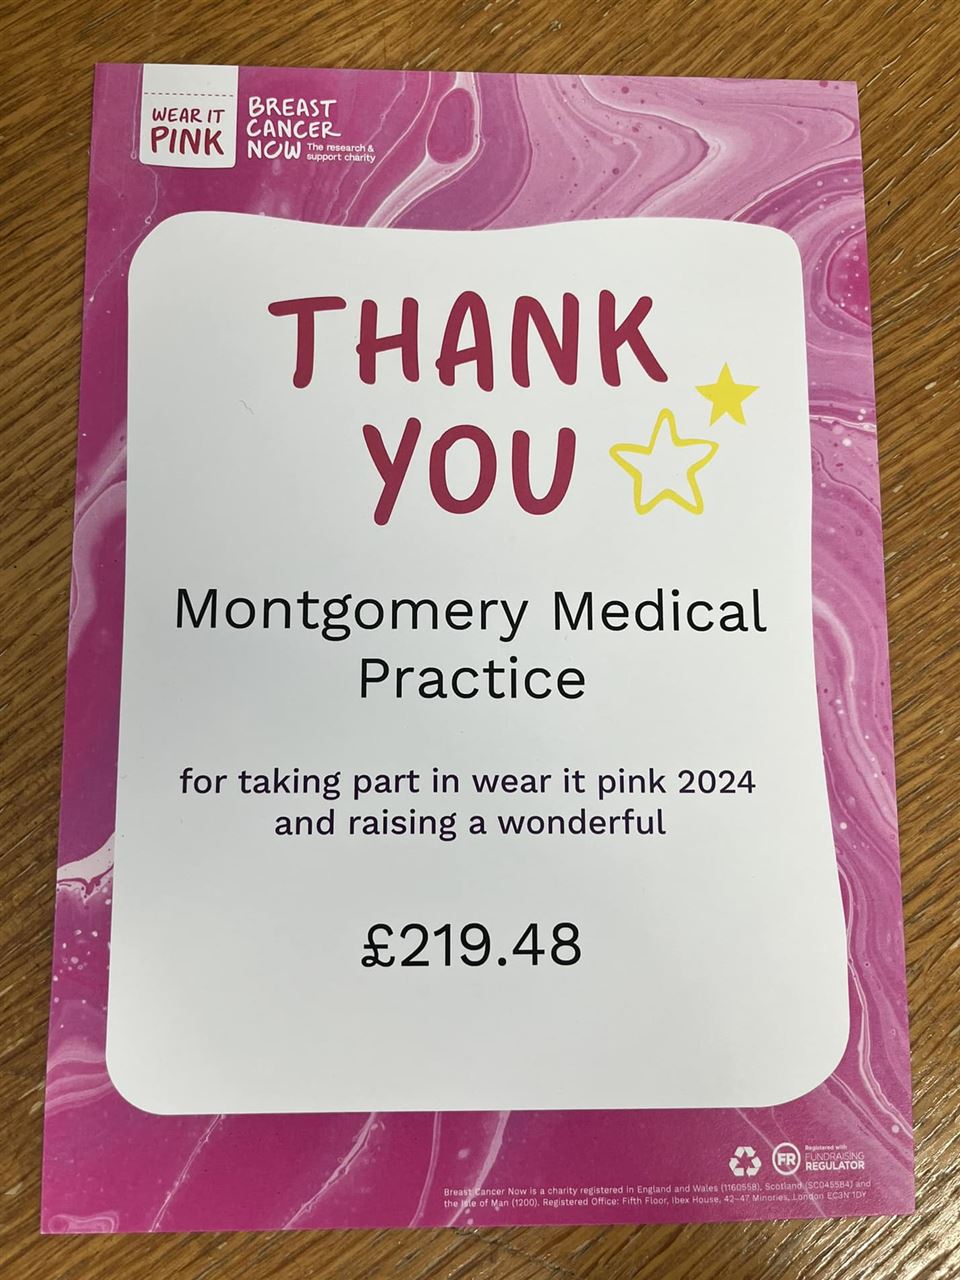 WEAR IT
PINK
BREAST
CANCER
NOW
The research &
support charity
THANK
YOU
Montgomery Medical
Practice
for taking part in wear it pink 2024
and raising a wonderful
£219.48
FR
Registered with
FUNDRAISING
REGULATOR
Breast Cancer Now is a charity registered in England and Wales (1160558), Scotland (SC045584) and
the Isle of Man (1200). Registered Office: Fifth Floor, Ibex House, 42–47 Minories, London EC3N 1DY